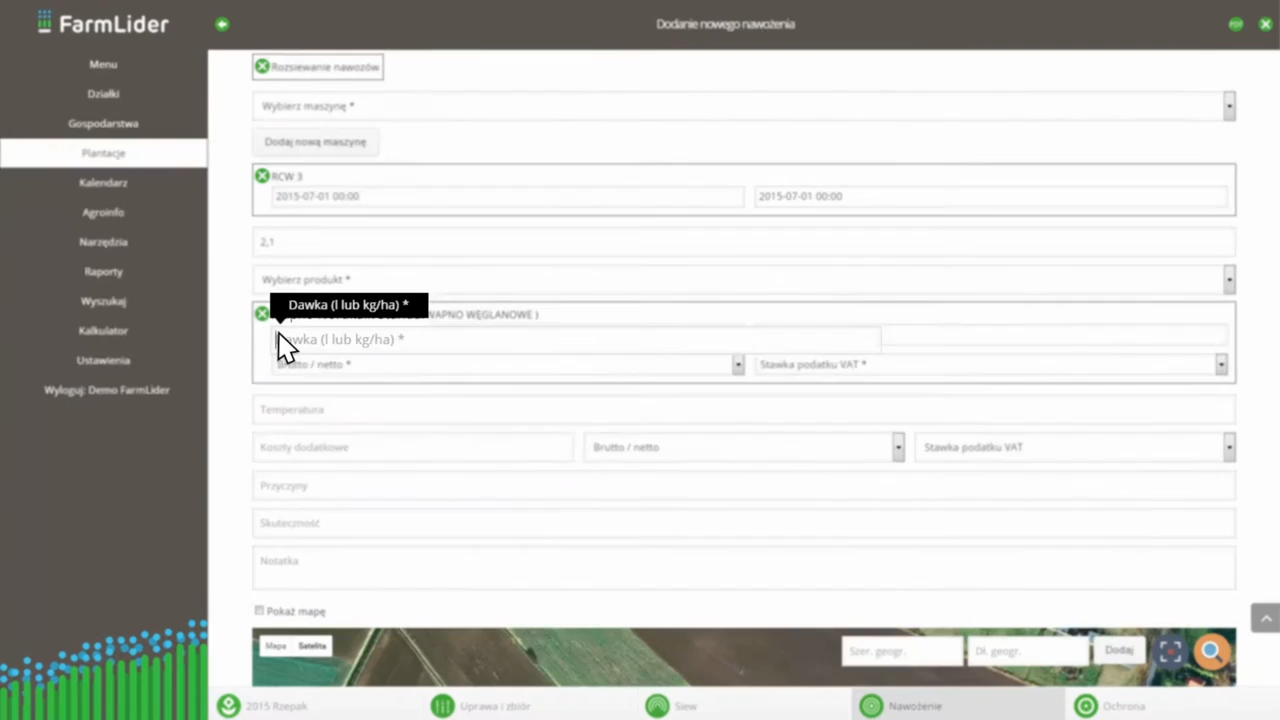 FarmLider
Dodanie nowego nawożenia
PDF
Menu
Działki
Gospodarstwa
Plantacje
Kalendarz
Agroinfo
Narzędzia
Raporty
Wyszukaj
Kalkulator
Ustawienia
Wyloguj: Demo FarmLider
Rozsiewanie nawozów
Wybierz maszynę *
Dodaj nową maszynę
RCW 3
2015-07-01 00:00 2015-07-01 00:00
2,1
Wybierz produkt *
Dawka (l lub kg/ha) *
WAPNO WĘGLANOWE )
Dawka (l lub kg/ha) *
Brutto / netto * Stawka podatku VAT *
Temperatura
Koszty dodatkowe Brutto / netto Stawka podatku VAT
Przyczyny
Skuteczność
Notatka
Pokaż mapę
Mapa Satelita Szer. geogr. Dł. geogr. Dodaj
2015 Rzepak Uprawa i zbiór Siew Nawożenie Ochrona